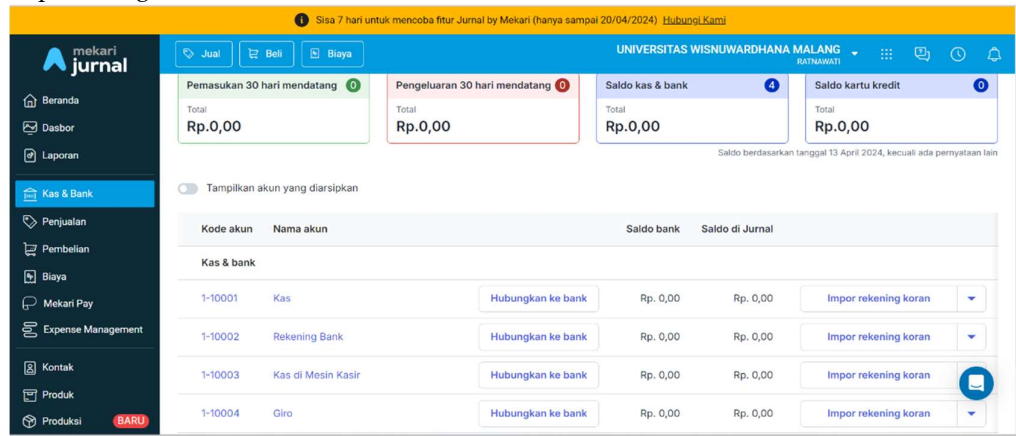 Sisa 7 hari untuk mencoba fitur Jurnal by Mekari (hanya sampai 20/04/2024) Hubungi Kami
mekari
jurnal
Jual Beli Biaya
UNIVERSITAS WISNUWARDHANA MALANG
RATNAWATI
Beranda
Dasbor
Laporan
Kas & Bank
Penjualan
Pembelian
Biaya
Mekari Pay
Expense Management
Kontak
Produk
Produksi BARU
Pemasukan 30 hari mendatang 0
Total
Rp.0,00
Pengeluaran 30 hari mendatang 0
Total
Rp.0,00
Saldo kas & bank 4
Total
Rp.0,00
Saldo kartu kredit 0
Total
Rp.0,00
Saldo berdasarkan tanggal 13 April 2024, kecuali ada pernyataan lain
Tampilkan akun yang diarsipkan
Kode akun Nama akun Saldo bank Saldo di Jurnal
Kas & bank
1-10001 Kas Hubungkan ke bank Rp. 0,00 Rp. 0,00 Impor rekening koran
1-10002 Rekening Bank Hubungkan ke bank Rp. 0,00 Rp. 0,00 Impor rekening koran
1-10003 Kas di Mesin Kasir Hubungkan ke bank Rp. 0,00 Rp. 0,00 Impor rekening koran
1-10004 Giro Hubungkan ke bank Rp. 0,00 Rp. 0,00 Impor rekening koran